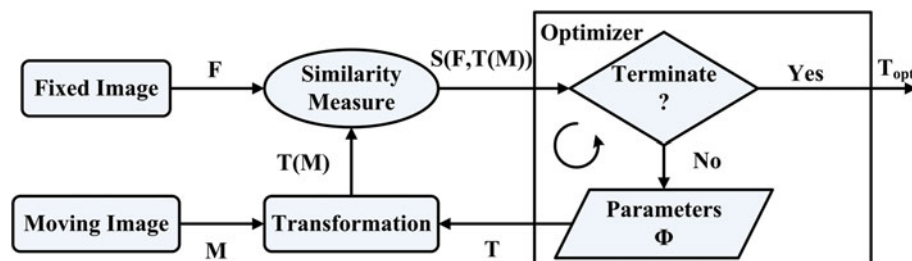 Optimizer
Fixed Image
F
Similarity
Measure
S(F,T(M))
Terminate
?
Yes
T_opt
T(M)
No
Moving Image
M
Transformation
T
Parameters
Φ